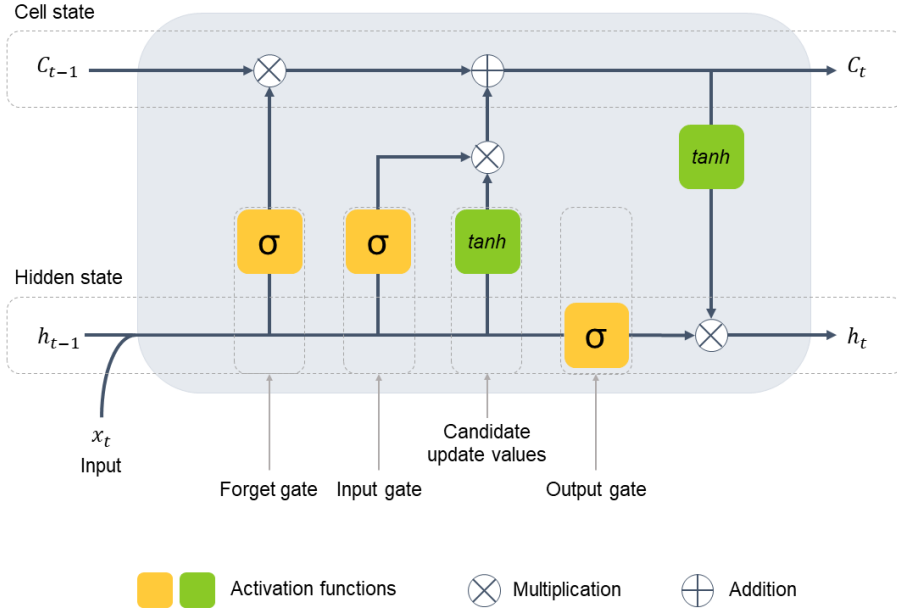 Cell state
C_{t-1}
C_t
tanh
σ
σ
tanh
Hidden state
h_{t-1}
σ
h_t
x_t
Input
Candidate
update values
Forget gate
Input gate
Output gate
Activation functions
Multiplication
Addition